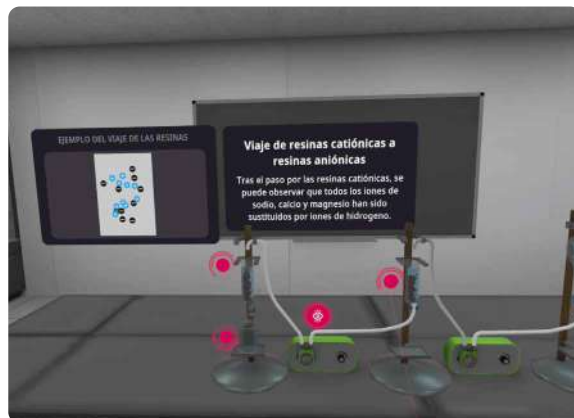 EJEMPLO DEL VIAJE DE LAS RESINAS
Viaje de resinas catiónicas a
resinas aniónicas
Tras el paso por las resinas catiónicas, se
puede observar que todos los iones de
sodio, calcio y magnesio han sido
sustituidos por iones de hidrogeno.